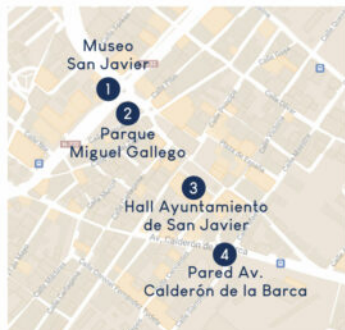 Museo
San Javier
1
2
Parque
Miguel Gallego
3
Hall Ayuntamiento
de San Javier
Av. Calderón de la Barca
4
Pared Av.
Calderón de la Barca